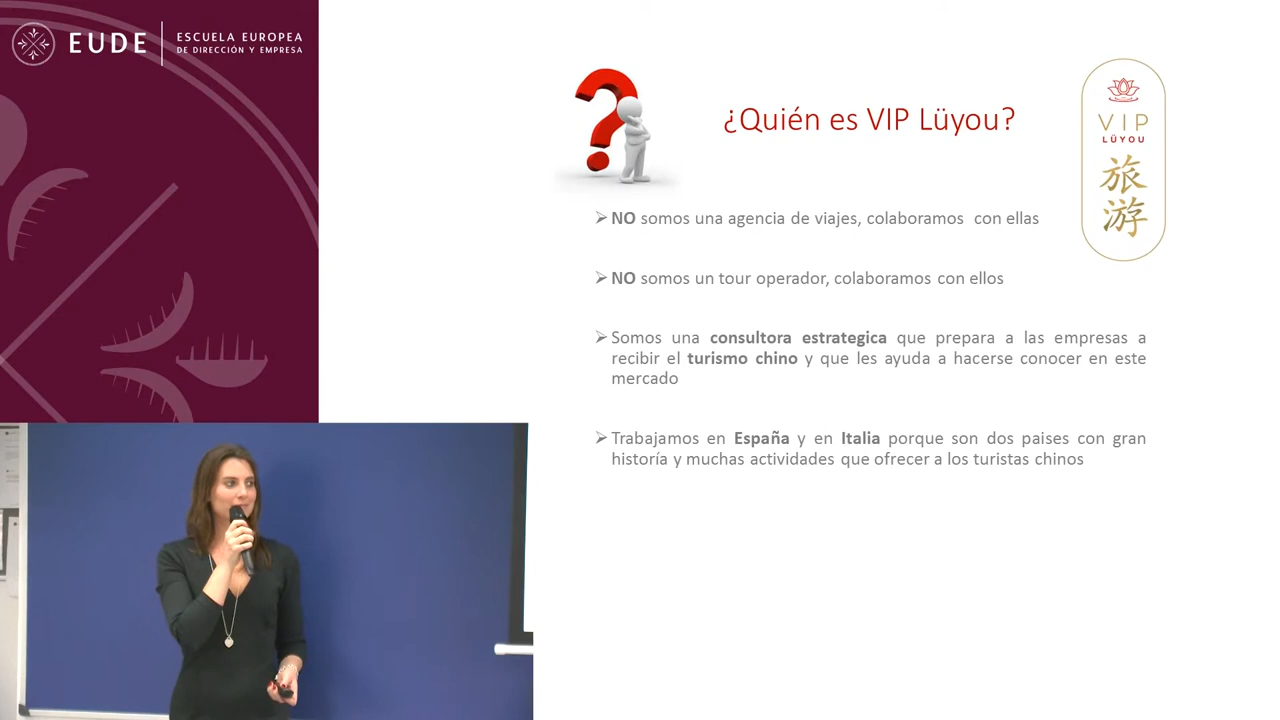 EUDE
ESCUELA EUROPEA
DE DIRECCIÓN Y EMPRESA
¿Quién es VIP Lüyou?
VIP
LÜYOU
旅
游
NO somos una agencia de viajes, colaboramos con ellas
NO somos un tour operador, colaboramos con ellos
Somos una consultora estrategica que prepara a las empresas a
recibir el turismo chino y que les ayuda a hacerse conocer en este
mercado
Trabajamos en España y en Italia porque son dos paises con gran
historía y muchas actividades que ofrecer a los turistas chinos